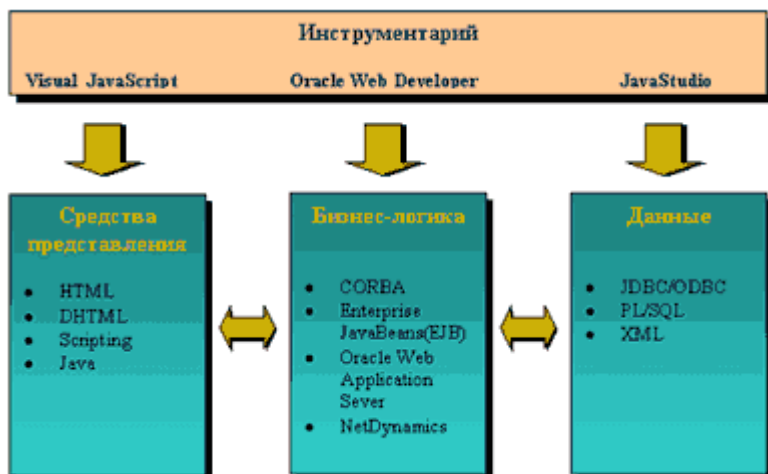 Инструментарий
Visual JavaScript Oracle Web Developer JavaStudio
Средства
представления
HTML
DHTML
Scripting
Java
Бизнес-логика
CORBA
Enterprise
JavaBeans(EJB)
Oracle Web
Application
Sever
NetDynamics
Данные
JDBC/ODBC
PL/SQL
XML